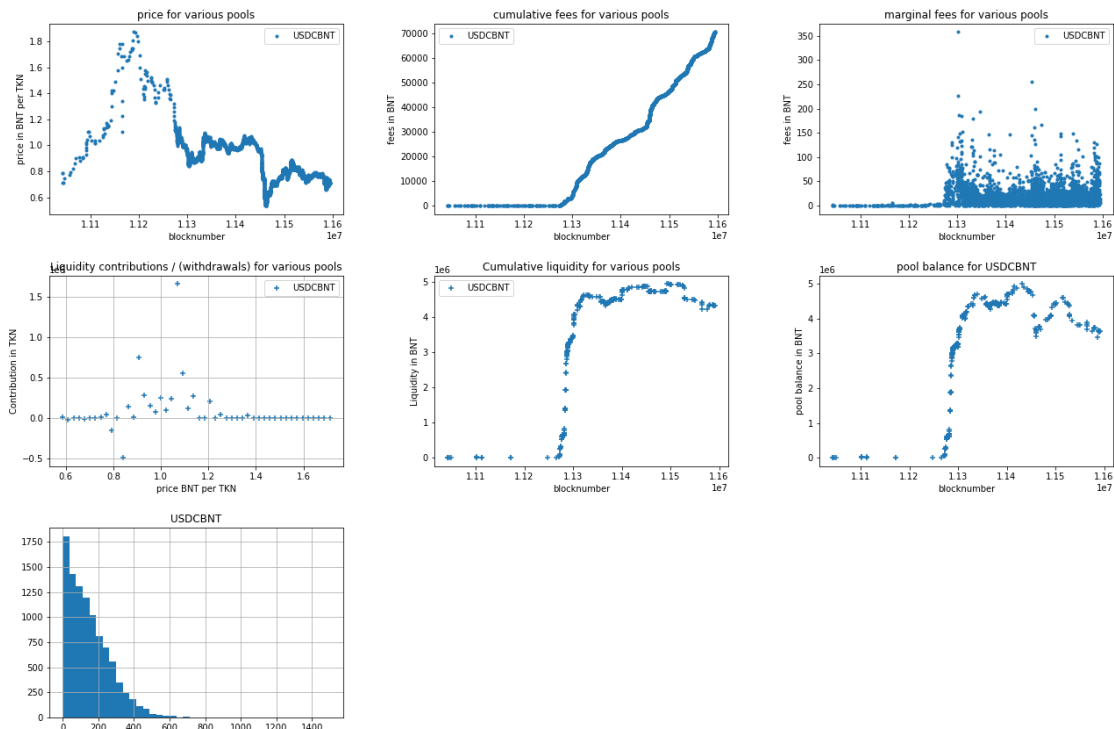 price for various pools
USDCBNT
price in BNT per TKN
1.8
1.6
1.4
1.2
1.0
0.8
0.6
1.11 1.12 1.13 1.14 1.15 1.16
blocknumber
1e7
cumulative fees for various pools
USDCBNT
fees in BNT
70000
60000
50000
40000
30000
20000
10000
0
1.11 1.12 1.13 1.14 1.15 1.16
blocknumber
1e7
marginal fees for various pools
USDCBNT
fees in BNT
350
300
250
200
150
100
50
0
1.11 1.12 1.13 1.14 1.15 1.16
blocknumber
1e7
Liquidity contributions / (withdrawals) for various pools
USDCBNT
Contribution in TKN
1.5
1.0
0.5
0.0
−0.5
0.6 0.8 1.0 1.2 1.4 1.6
price BNT per TKN
Cumulative liquidity for various pools
1e6
USDCBNT
Liquidity in BNT
5
4
3
2
1
0
1.11 1.12 1.13 1.14 1.15 1.16
blocknumber
1e7
pool balance for USDCBNT
1e6
pool balance in BNT
5
4
3
2
1
0
1.11 1.12 1.13 1.14 1.15 1.16
blocknumber
1e7
USDCBNT
1750
1500
1250
1000
750
500
250
0
0 200 400 600 800 1000 1200 1400